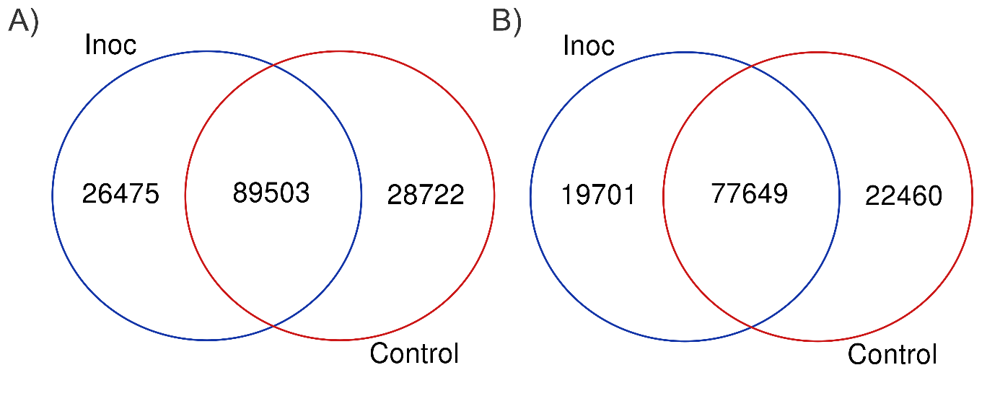 A)
Inoc
26475 89503 28722
Control
B)
Inoc
19701 77649 22460
Control